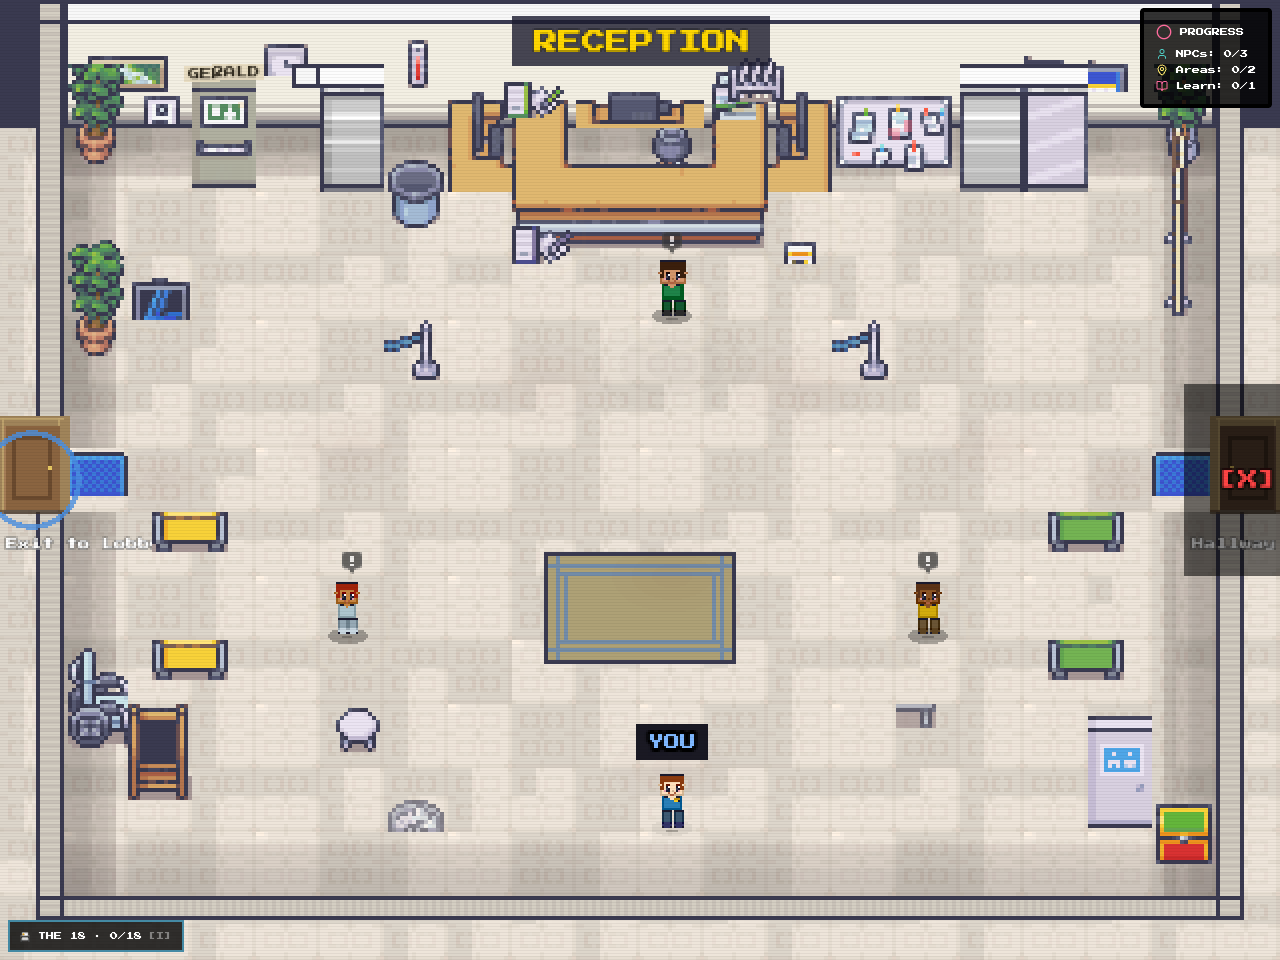 RECEPTION
PROGRESS
NPCs: 0/3
Areas: 0/2
Learn: 0/1
GERALD
Exit to Lobb
[X]
Hallway
YOU
THE 18 · 0/18 [I]